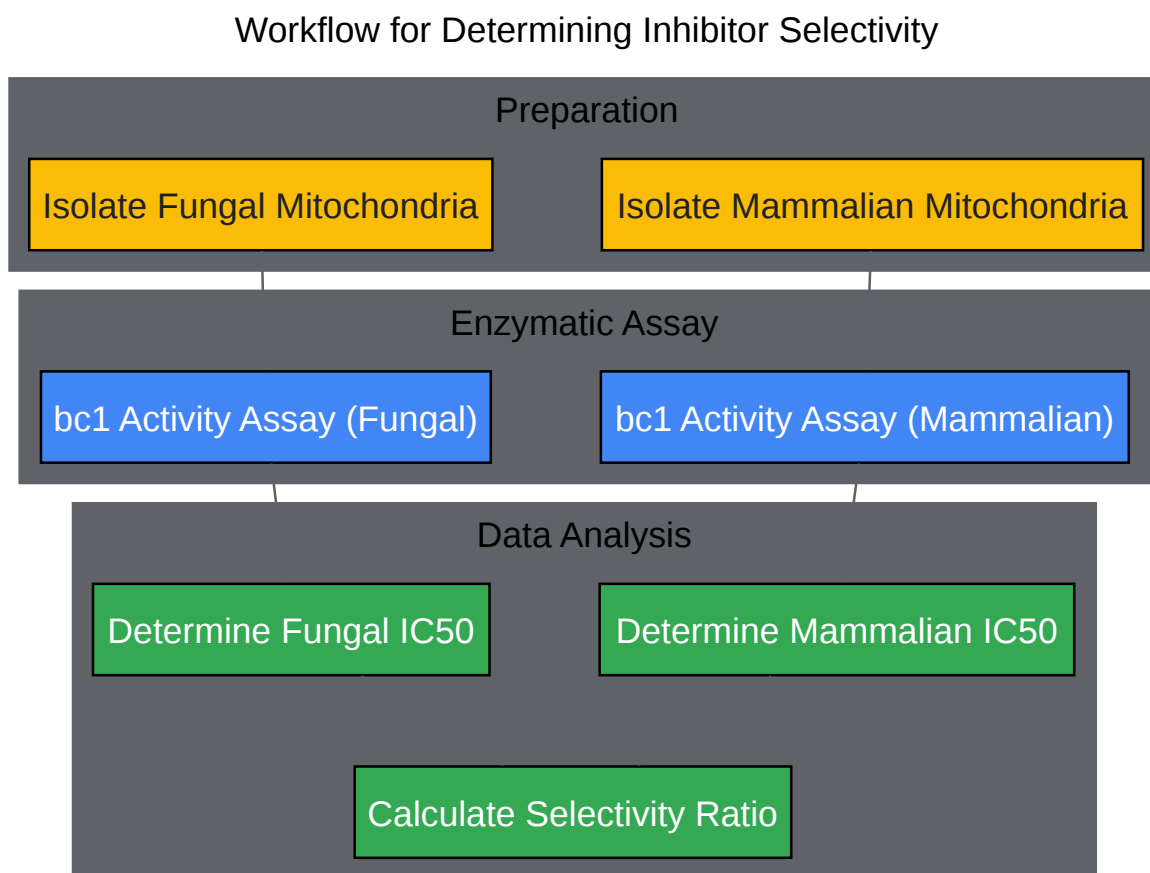 Workflow for Determining Inhibitor Selectivity
Preparation
Isolate Fungal Mitochondria
Isolate Mammalian Mitochondria
Enzymatic Assay
bc1 Activity Assay (Fungal)
bc1 Activity Assay (Mammalian)
Data Analysis
Determine Fungal IC50
Determine Mammalian IC50
Calculate Selectivity Ratio